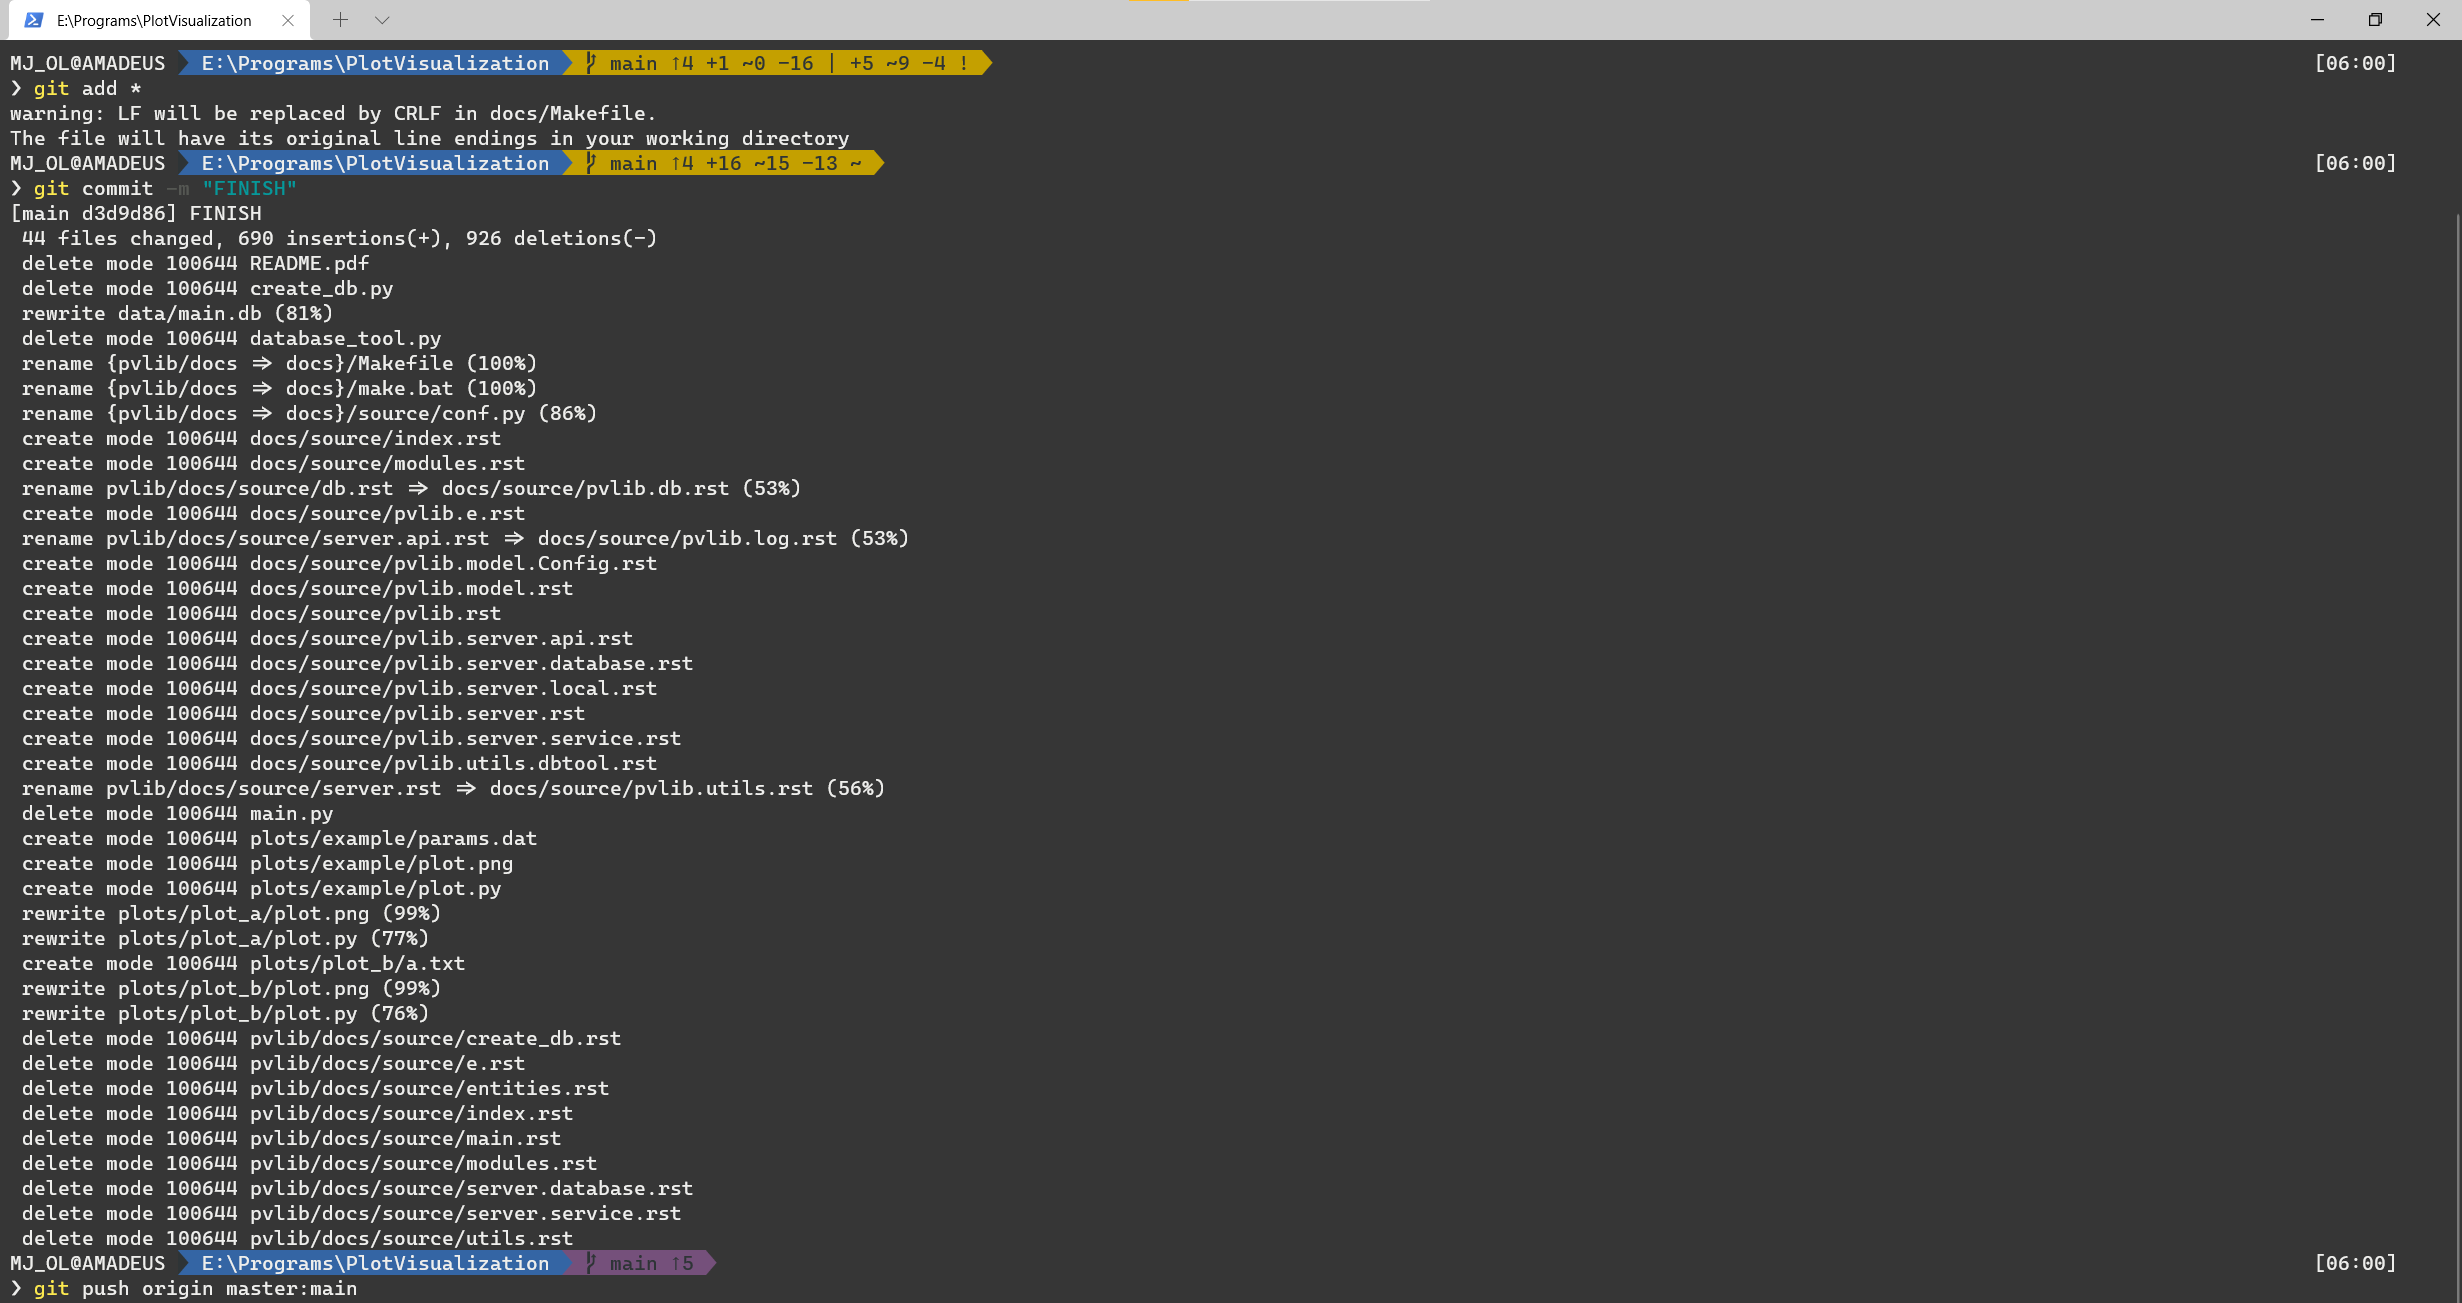 E:\Programs\PlotVisualization
MJ_OL@AMADEUS E:\Programs\PlotVisualization main ↑4 +1 ~0 -16 | +5 ~9 -4 ! [06:00]
❯ git add *
warning: LF will be replaced by CRLF in docs/Makefile.
The file will have its original line endings in your working directory
MJ_OL@AMADEUS E:\Programs\PlotVisualization main ↑4 +16 ~15 -13 ~ [06:00]
❯ git commit -m "FINISH"
[main d3d9d86] FINISH
44 files changed, 690 insertions(+), 926 deletions(-)
delete mode 100644 README.pdf
delete mode 100644 create_db.py
rewrite data/main.db (81%)
delete mode 100644 database_tool.py
rename {pvlib/docs => docs}/Makefile (100%)
rename {pvlib/docs => docs}/make.bat (100%)
rename {pvlib/docs => docs}/source/conf.py (86%)
create mode 100644 docs/source/index.rst
create mode 100644 docs/source/modules.rst
rename pvlib/docs/source/db.rst => docs/source/pvlib.db.rst (53%)
create mode 100644 docs/source/pvlib.e.rst
rename pvlib/docs/source/server.api.rst => docs/source/pvlib.log.rst (53%)
create mode 100644 docs/source/pvlib.model.Config.rst
create mode 100644 docs/source/pvlib.model.rst
create mode 100644 docs/source/pvlib.rst
create mode 100644 docs/source/pvlib.server.api.rst
create mode 100644 docs/source/pvlib.server.database.rst
create mode 100644 docs/source/pvlib.server.local.rst
create mode 100644 docs/source/pvlib.server.rst
create mode 100644 docs/source/pvlib.server.service.rst
create mode 100644 docs/source/pvlib.utils.dbtool.rst
rename pvlib/docs/source/server.rst => docs/source/pvlib.utils.rst (56%)
delete mode 100644 main.py
create mode 100644 plots/example/params.dat
create mode 100644 plots/example/plot.png
create mode 100644 plots/example/plot.py
rewrite plots/plot_a/plot.png (99%)
rewrite plots/plot_a/plot.py (77%)
create mode 100644 plots/plot_b/a.txt
rewrite plots/plot_b/plot.png (99%)
rewrite plots/plot_b/plot.py (76%)
delete mode 100644 pvlib/docs/source/create_db.rst
delete mode 100644 pvlib/docs/source/e.rst
delete mode 100644 pvlib/docs/source/entities.rst
delete mode 100644 pvlib/docs/source/index.rst
delete mode 100644 pvlib/docs/source/main.rst
delete mode 100644 pvlib/docs/source/modules.rst
delete mode 100644 pvlib/docs/source/server.database.rst
delete mode 100644 pvlib/docs/source/server.service.rst
delete mode 100644 pvlib/docs/source/utils.rst
MJ_OL@AMADEUS E:\Programs\PlotVisualization main ↑5 [06:00]
❯ git push origin master:main